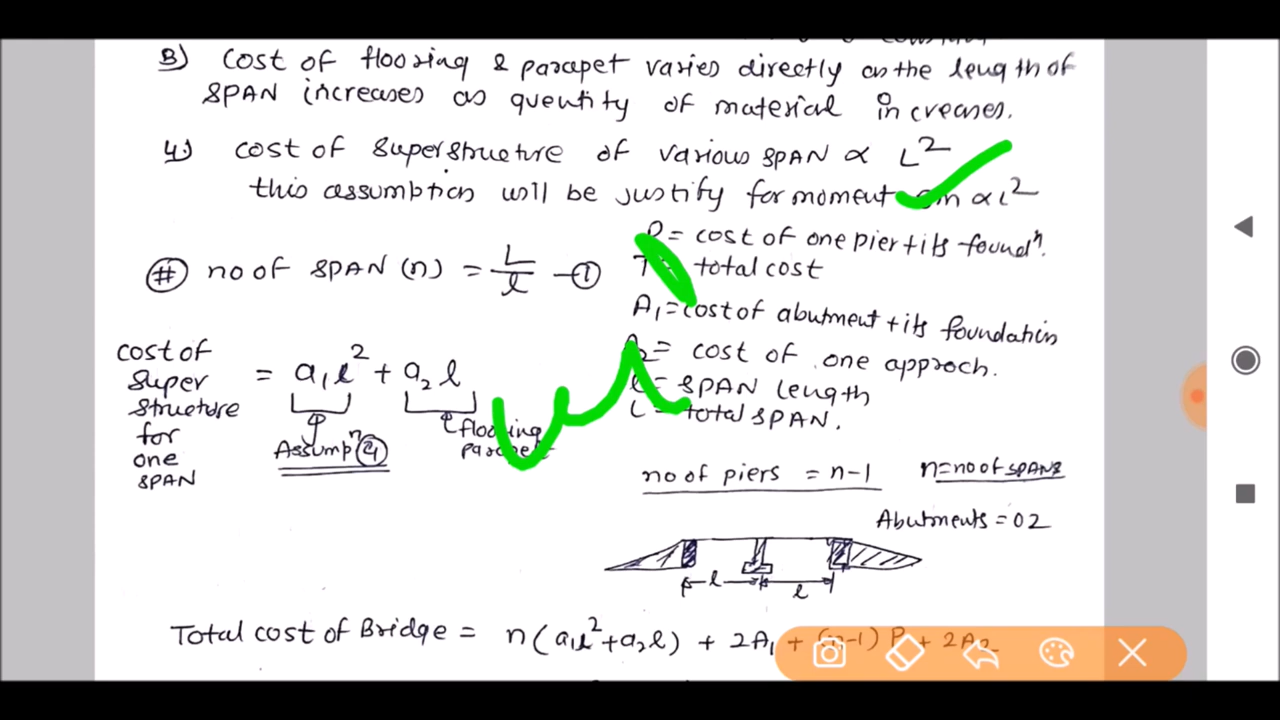 3) cost of flooring & parapet varies directly as the length of
SPAN increases as quentity of material increases.
4) cost of superstructure of various SPAN ∝ L²
this assumption will be justify for moment ∝ L²
# no of SPAN (n) = L/l —①
P = cost of one pier + its foundⁿ.
T = total cost
A₁ = cost of abutment + its foundation
A₂ = cost of one approch.
l = SPAN length
L = total SPAN.
cost of
super
structure
for
one
SPAN
= a₁l² + a₂l
Assumpⁿ ④
flooring
parapet
no of piers = n-1
n = no of SPANS
Abutments = 02
l
l
Total cost of Bridge = n(a₁l² + a₂l) + 2A₁ + (n-1) P + 2A₂